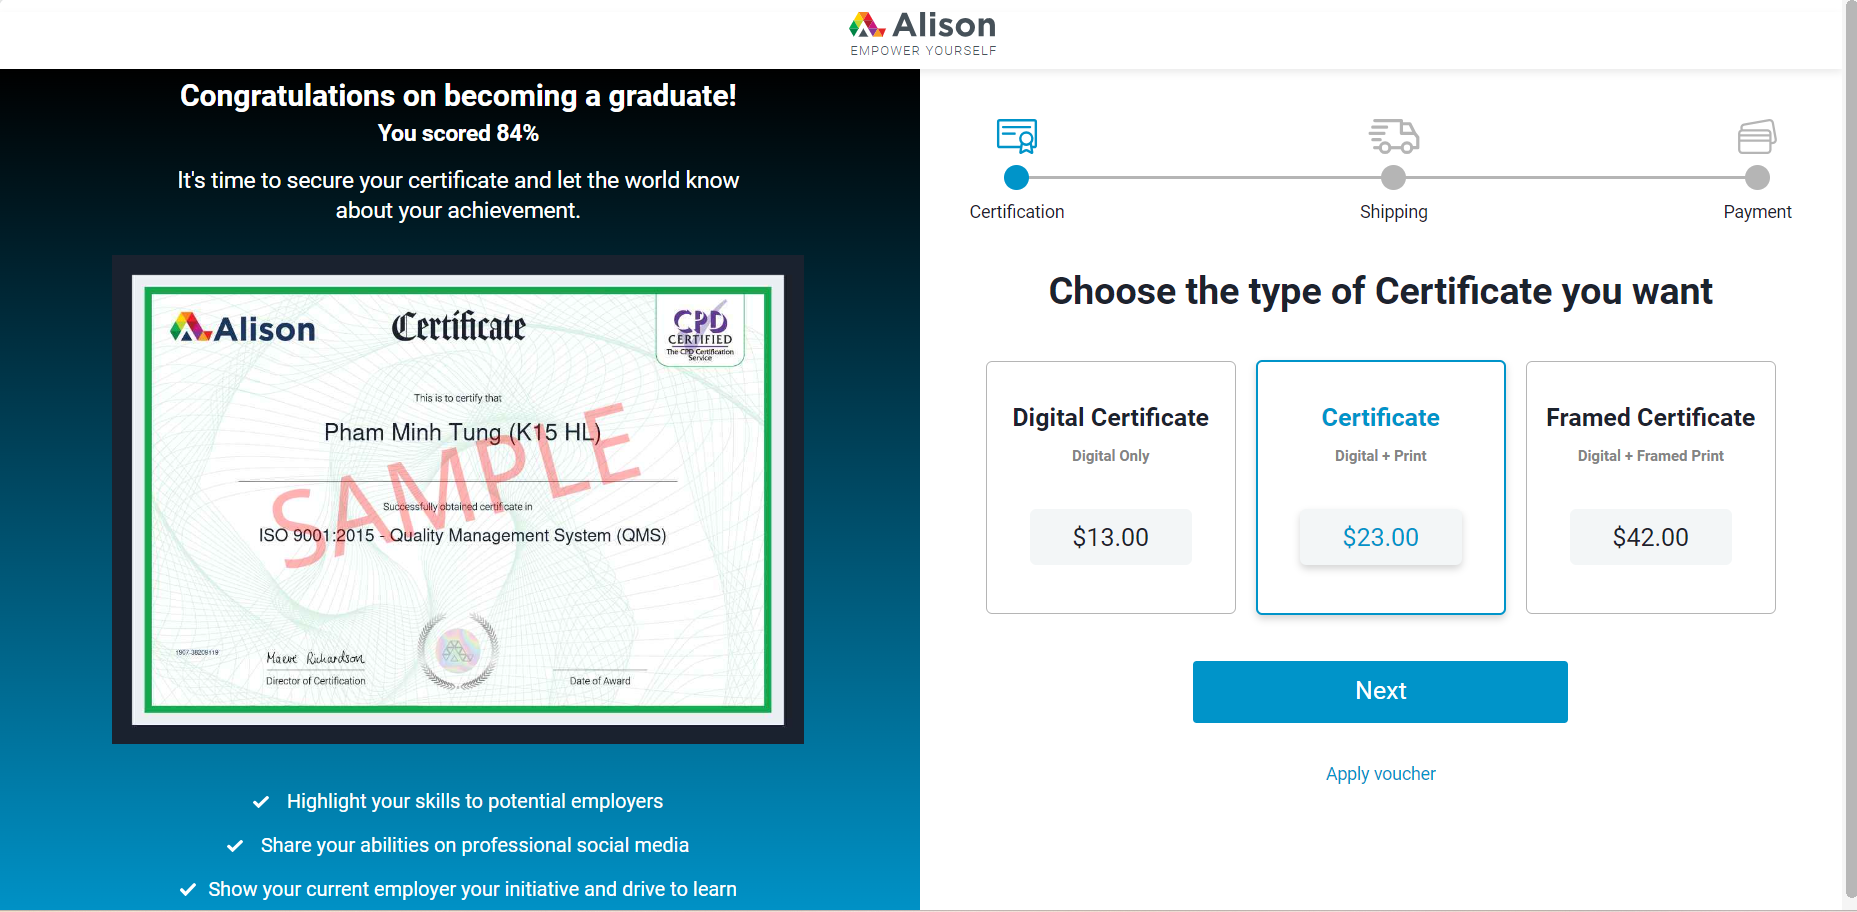 Alison
EMPOWER YOURSELF
Congratulations on becoming a graduate!
You scored 84%
It's time to secure your certificate and let the world know
about your achievement.
Alison
Certificate
CPD
CERTIFIED
The CPD Certification
Service
This is to certify that
Pham Minh Tung (K15 HL)
SAMPLE
Successfully obtained certificate in
ISO 9001:2015 - Quality Management System (QMS)
1907-38209119
Maeve Richardson
Director of Certification
Date of Award
Highlight your skills to potential employers
Share your abilities on professional social media
Show your current employer your initiative and drive to learn
Certification
Shipping
Payment
Choose the type of Certificate you want
Digital Certificate
Digital Only
$13.00
Certificate
Digital + Print
$23.00
Framed Certificate
Digital + Framed Print
$42.00
Next
Apply voucher